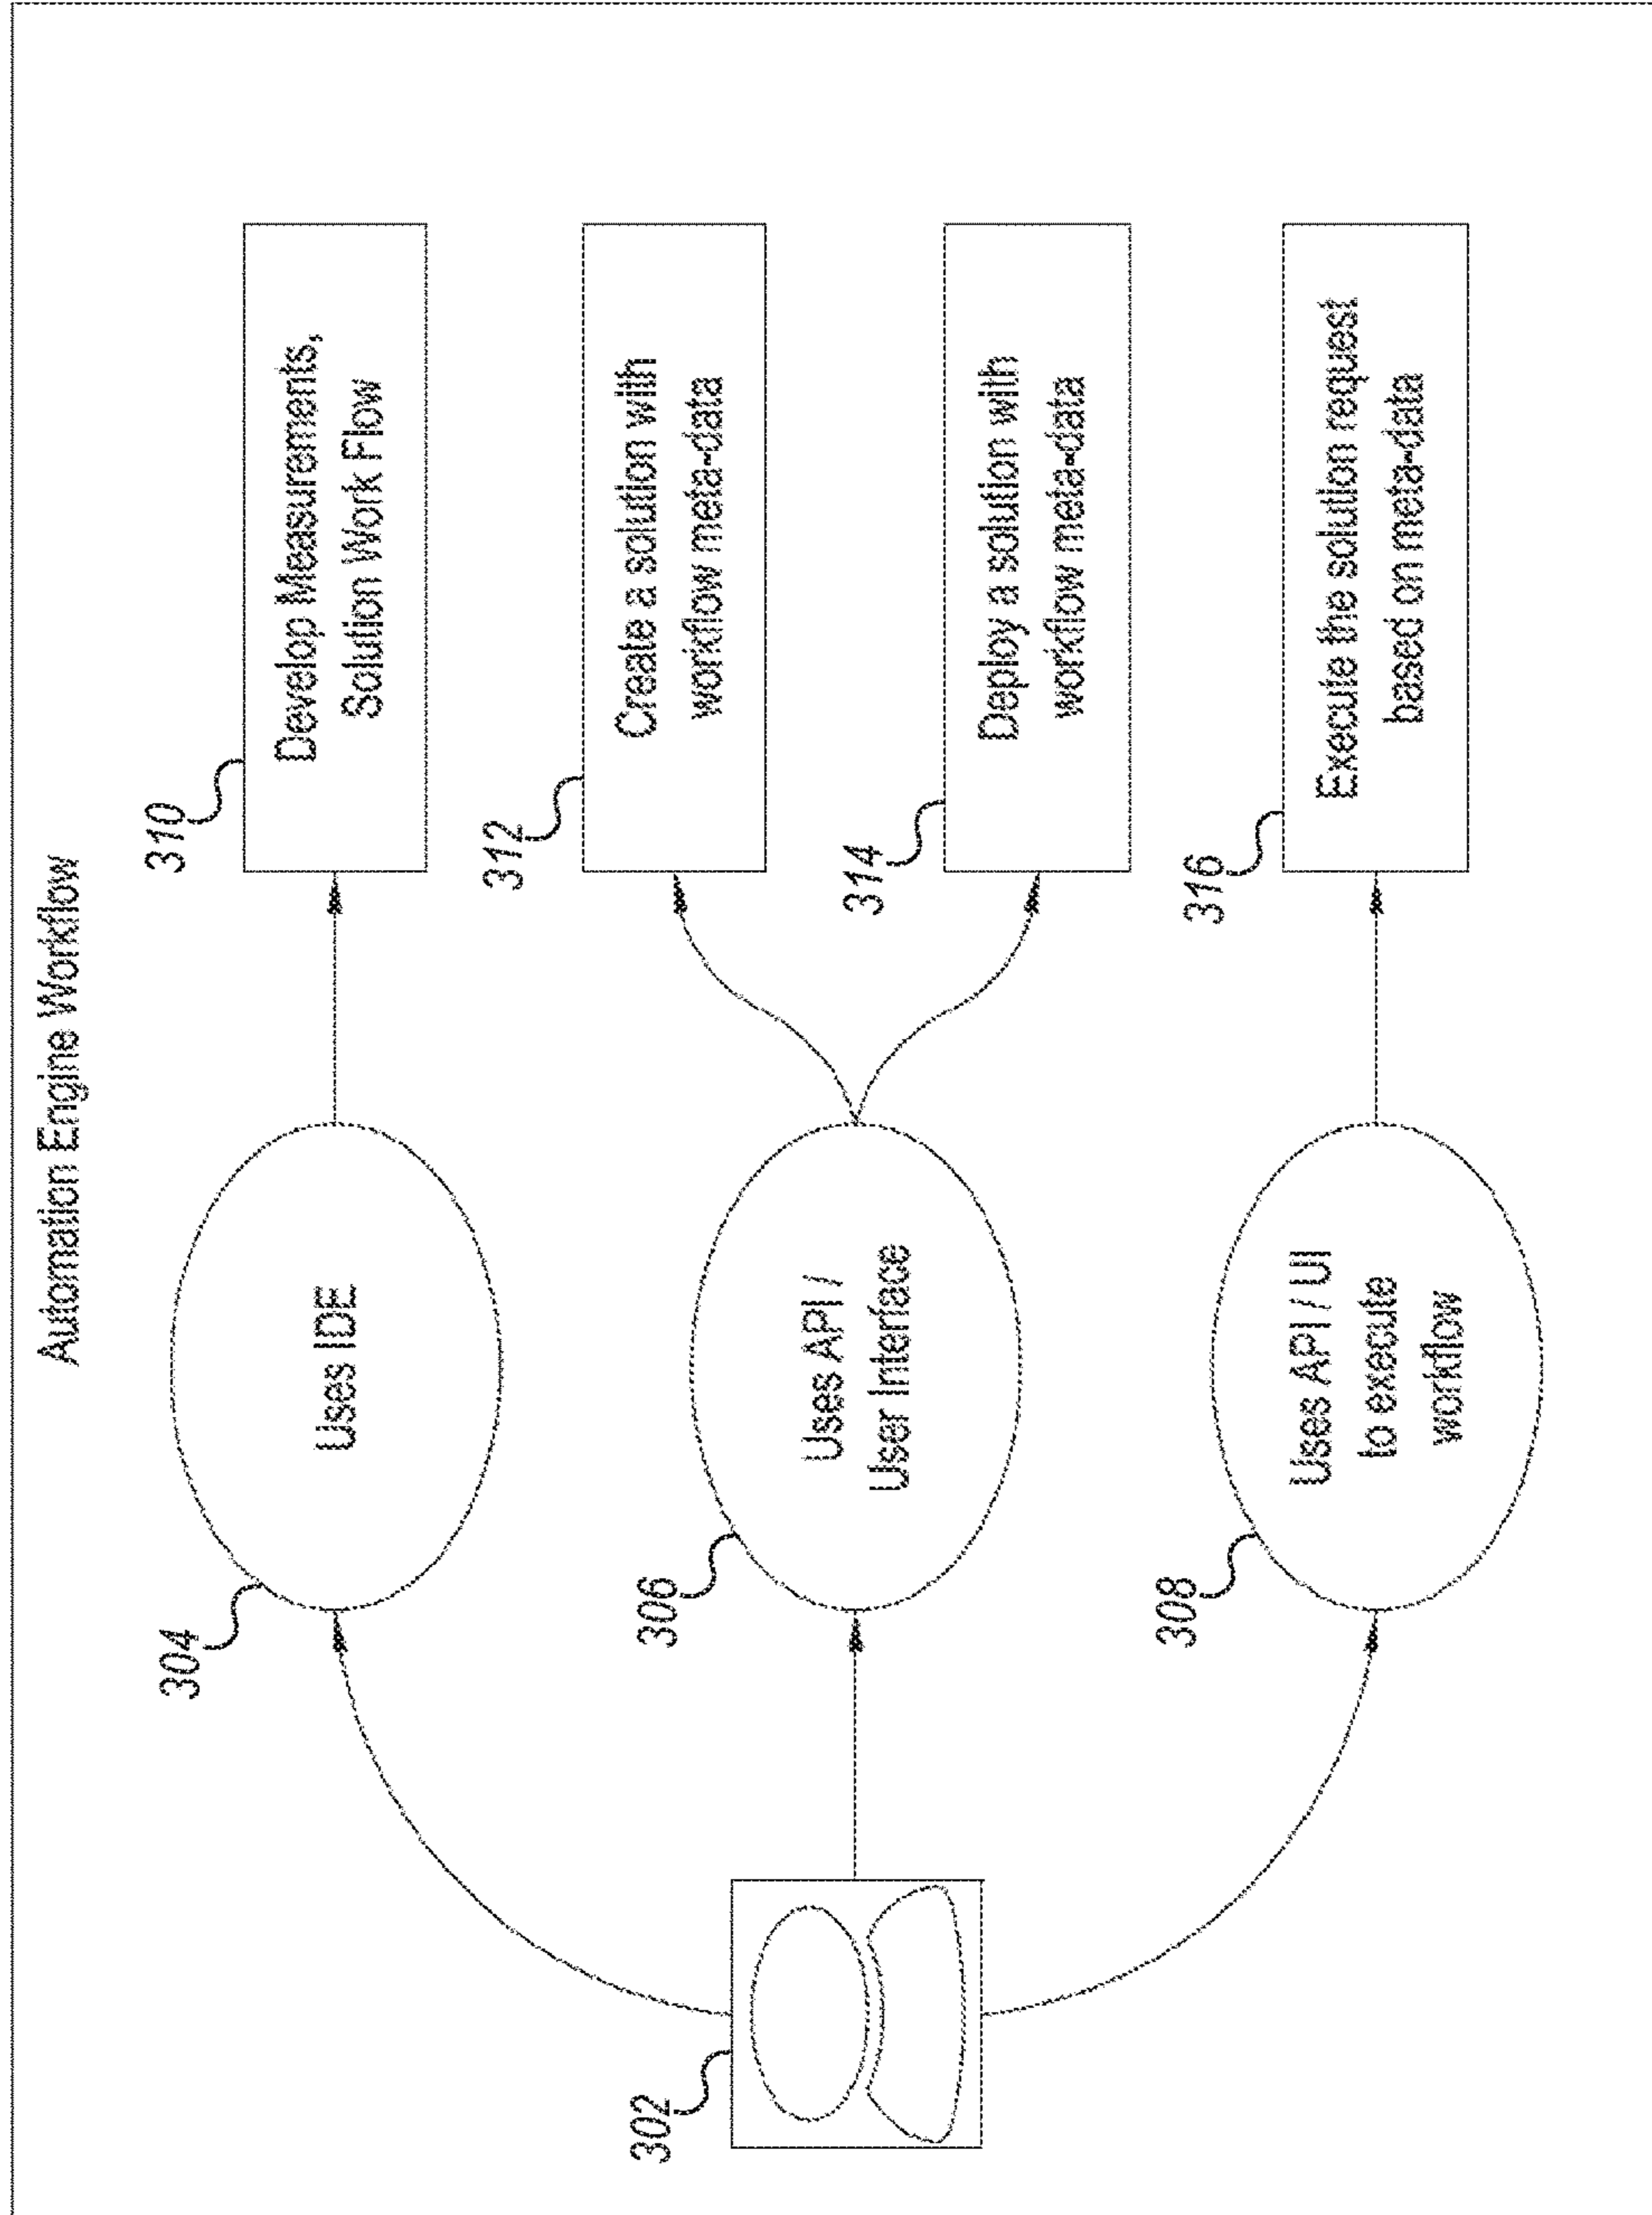 Automation Engine Workflow
302
304
Uses IDE
310
Develop Measurements,
Solution Work Flow
306
Uses API /
User Interface
312
Create a solution with
workflow meta-data
314
Deploy a solution with
workflow meta-data
308
Uses API / UI
to execute
workflow
316
Execute the solution request
based on meta-data